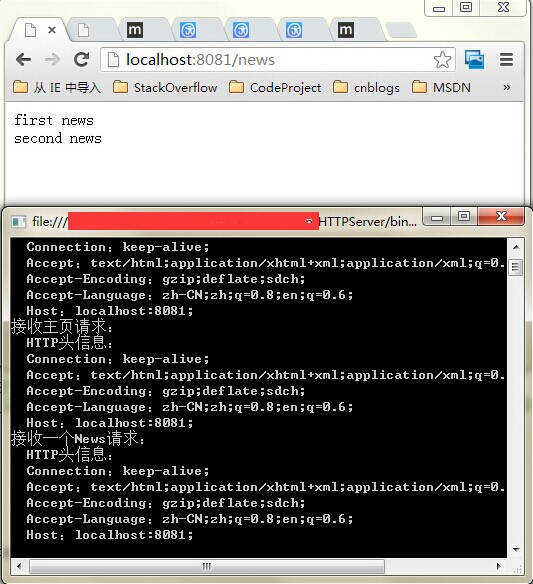 localhost:8081/news
从 IE 中导入 StackOverflow CodeProject cnblogs MSDN »
first news
second news
file:/// HTTPServer/bin...
Connection: keep-alive;
Accept: text/html;application/xhtml+xml;application/xml;q=0.
Accept-Encoding: gzip;deflate;sdch;
Accept-Language: zh-CN;zh;q=0.8;en;q=0.6;
Host: localhost:8081;
接收主页请求:
HTTP头信息:
Connection: keep-alive;
Accept: text/html;application/xhtml+xml;application/xml;q=0.
Accept-Encoding: gzip;deflate;sdch;
Accept-Language: zh-CN;zh;q=0.8;en;q=0.6;
Host: localhost:8081;
接收一个News请求:
HTTP头信息:
Connection: keep-alive;
Accept: text/html;application/xhtml+xml;application/xml;q=0.
Accept-Encoding: gzip;deflate;sdch;
Accept-Language: zh-CN;zh;q=0.8;en;q=0.6;
Host: localhost:8081;